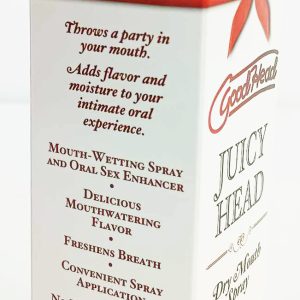 Throws a party in
your mouth.
Adds flavor and
moisture to your
intimate oral
experience.
Mouth-Wetting Spray
and Oral Sex Enhancer
•
Delicious
Mouthwatering
Flavor
•
Freshens Breath
•
Convenient Spray
Application
•
GoodHead
JUICY
HEAD
Dry Mouth
Spray